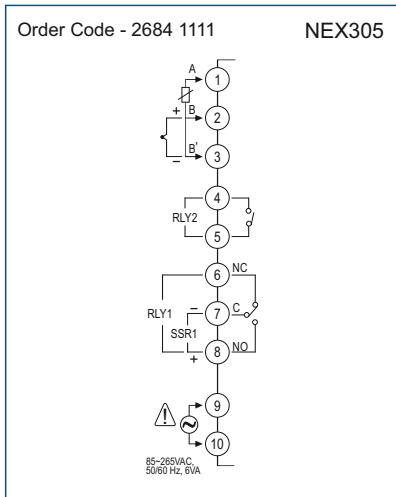 Order Code - 2684 1111
NEX305
A
1
+ B
2
B'
–
3
4
RLY2
5
6 NC
RLY1
–
7 C
SSR1
+
8 NO
9
10
85~265VAC,
50/60 Hz, 6VA